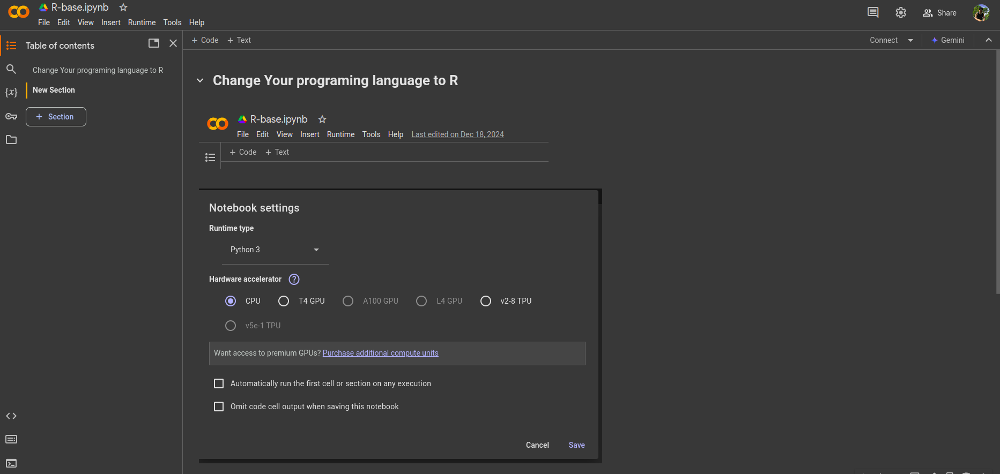 R-base.ipynb
File Edit View Insert Runtime Tools Help
Share
Table of contents
Change Your programing language to R
New Section
+ Section
{x}
+ Code + Text
Connect
Gemini
Change Your programing language to R
R-base.ipynb
File Edit View Insert Runtime Tools Help Last edited on Dec 18, 2024
+ Code + Text
Notebook settings
Runtime type
Python 3
Hardware accelerator ?
CPU T4 GPU A100 GPU L4 GPU v2-8 TPU
v5e-1 TPU
Want access to premium GPUs? Purchase additional compute units
Automatically run the first cell or section on any execution
Omit code cell output when saving this notebook
Cancel Save